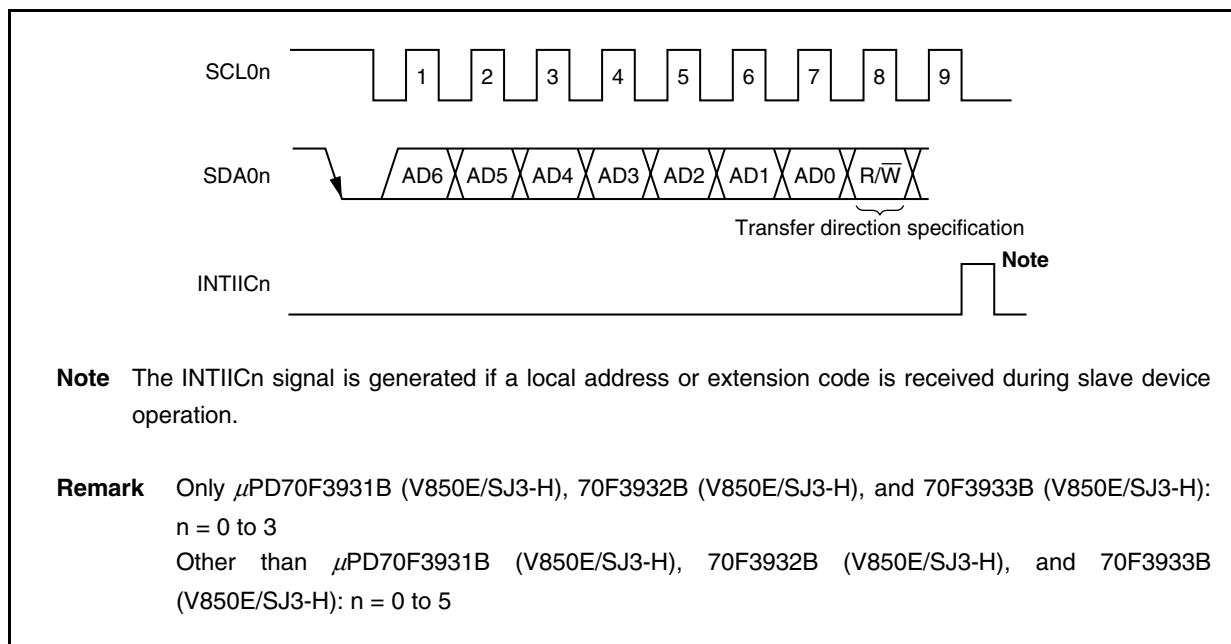 SCL0n
1 2 3 4 5 6 7 8 9
SDA0n
AD6 AD5 AD4 AD3 AD2 AD1 AD0 R/W̅
Transfer direction specification
INTIICn
Note
Note The INTIICn signal is generated if a local address or extension code is received during slave device
operation.
Remark Only μPD70F3931B (V850E/SJ3-H), 70F3932B (V850E/SJ3-H), and 70F3933B (V850E/SJ3-H):
n = 0 to 3
Other than μPD70F3931B (V850E/SJ3-H), 70F3932B (V850E/SJ3-H), and 70F3933B
(V850E/SJ3-H): n = 0 to 5